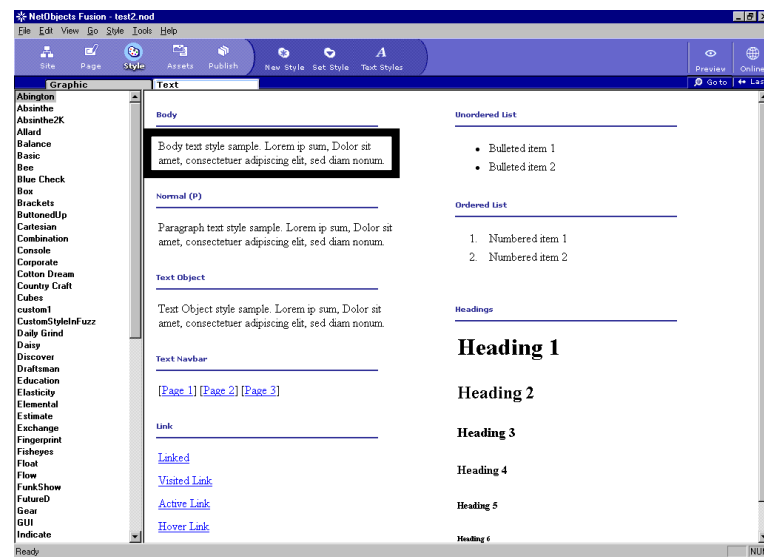 NetObjects Fusion - test2.nod
File Edit View Go Style Tools Help
Site Page Style Assets Publish New Style Set Style Text Styles Preview Online
Graphic Text Go to Las
Abington
Absinthe
Absinthe2K
Allard
Balance
Basic
Bee
Blue Check
Box
Brackets
ButtonedUp
Cartesian
Combination
Console
Corporate
Cotton Dream
Country Craft
Cubes
custom1
CustomStyleInFuzz
Daily Grind
Daisy
Discover
Draftsman
Education
Elasticity
Elemental
Estimate
Exchange
Fingerprint
Fisheyes
Float
Flow
FunkShow
FutureD
Gear
GUI
Indicate
Body
Body text style sample. Lorem ip sum, Dolor sit
amet, consectetuer adipiscing elit, sed diam nonum.
Normal (P)
Paragraph text style sample. Lorem ip sum, Dolor sit
amet, consectetuer adipiscing elit, sed diam nonum.
Text Object
Text Object style sample. Lorem ip sum, Dolor sit
amet, consectetuer adipiscing elit, sed diam nonum.
Text Navbar
[Page 1] [Page 2] [Page 3]
Link
Linked
Visited Link
Active Link
Hover Link
Unordered List
• Bulleted item 1
• Bulleted item 2
Ordered List
1. Numbered item 1
2. Numbered item 2
Headings
Heading 1
Heading 2
Heading 3
Heading 4
Heading 5
Heading 6
Ready NU